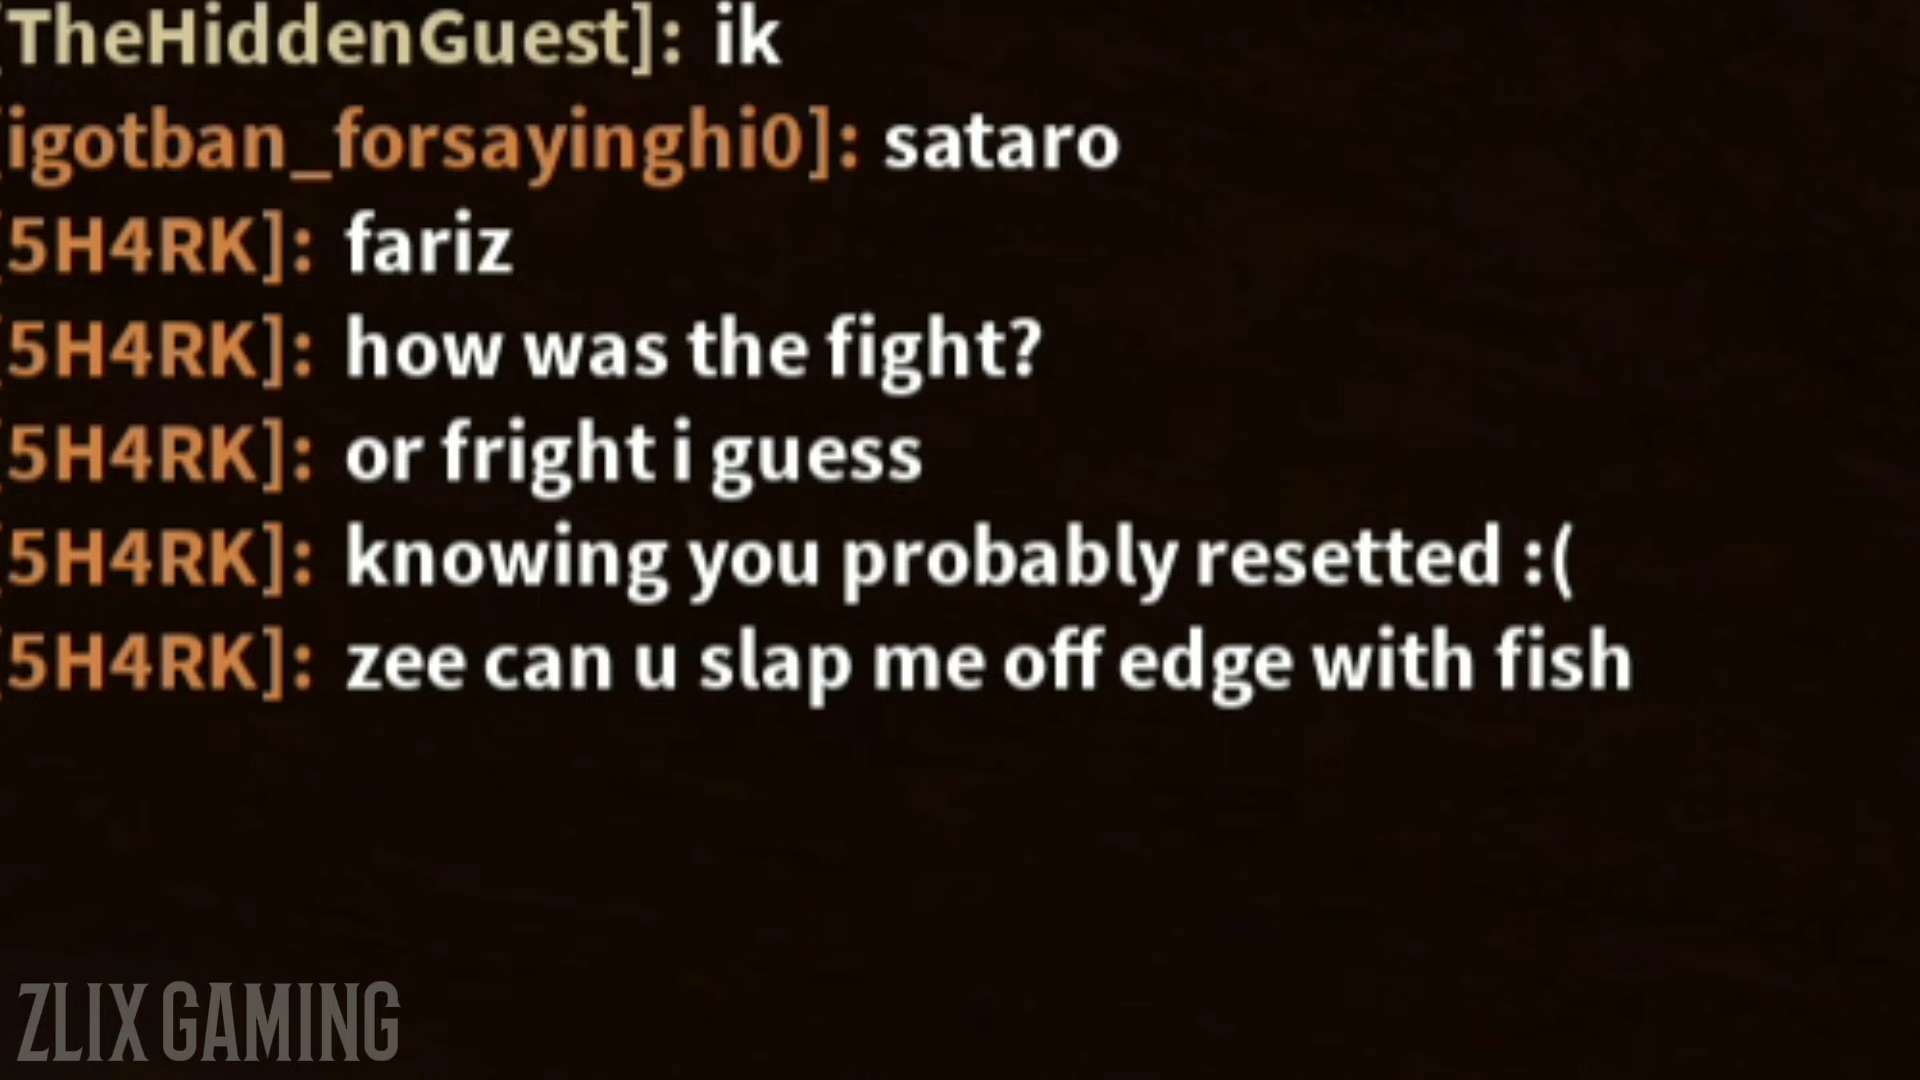 [TheHiddenGuest]: ik
[igotban_forsayinghi0]: sataro
[5H4RK]: fariz
[5H4RK]: how was the fight?
[5H4RK]: or fright i guess
[5H4RK]: knowing you probably resetted :(
[5H4RK]: zee can u slap me off edge with fish
ZLIX GAMING